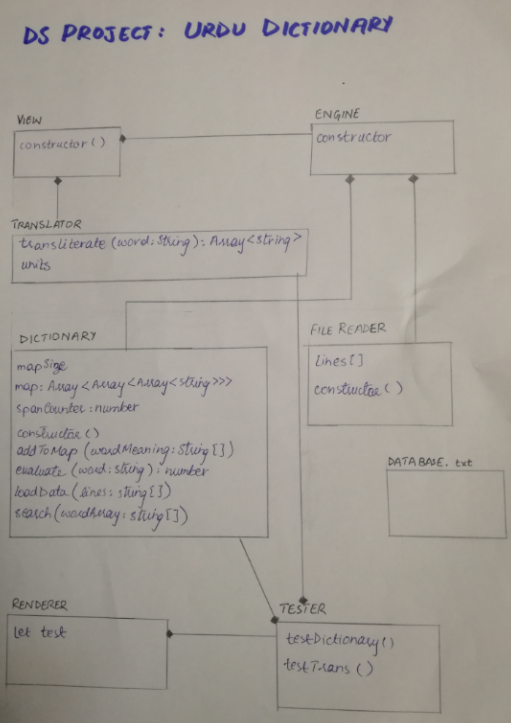 DS PROJECT: URDU DICTIONARY
VIEW
constructor()
ENGINE
constructor
TRANSLATOR
transliterate (word: String): Array<string>
units
DICTIONARY
mapSize
map: Array<Array<Array<string>>>
spanCounter: number
constructor()
addToMap (wordMeaning: String[])
evaluate (word: string): number
loadData (lines: string[])
search (wordArray: string[])
FILE READER
Lines[]
constructor()
DATABASE.txt
RENDERER
Let test
TESTER
testDictionary()
testTrans()